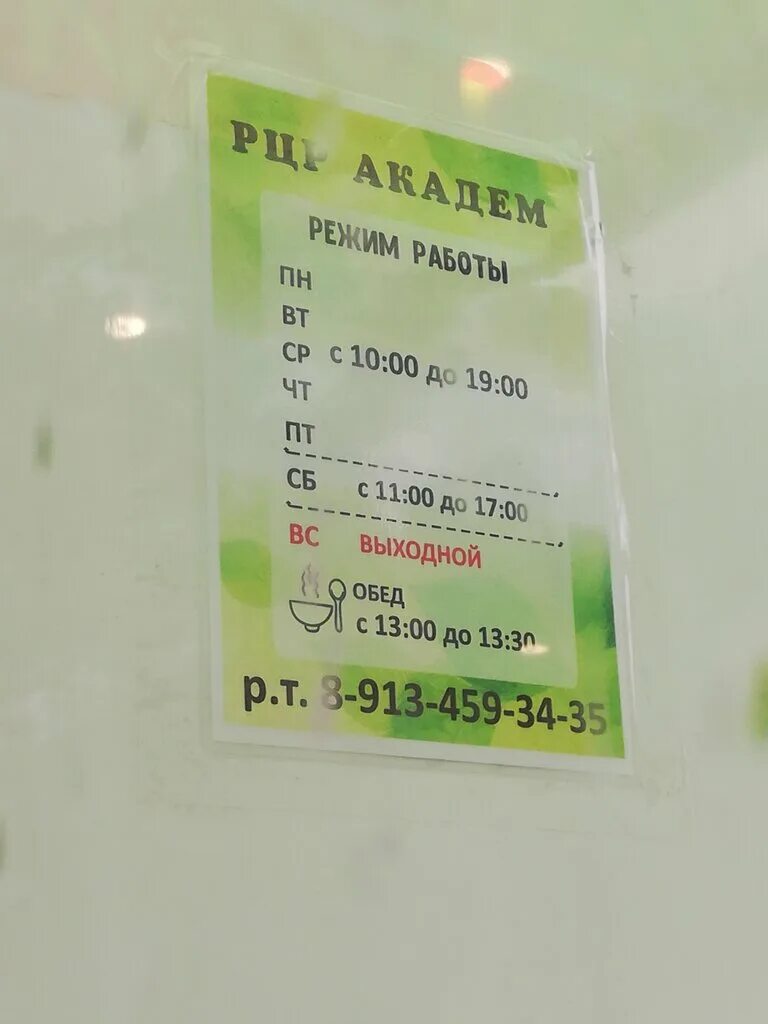 РЦР АКАДЕМ
РЕЖИМ РАБОТЫ
ПН
ВТ
СР с 10:00 до 19:00
ЧТ
ПТ
СБ с 11:00 до 17:00
ВС ВЫХОДНОЙ
ОБЕД
с 13:00 до 13:30
р.т. 8-913-459-34-35